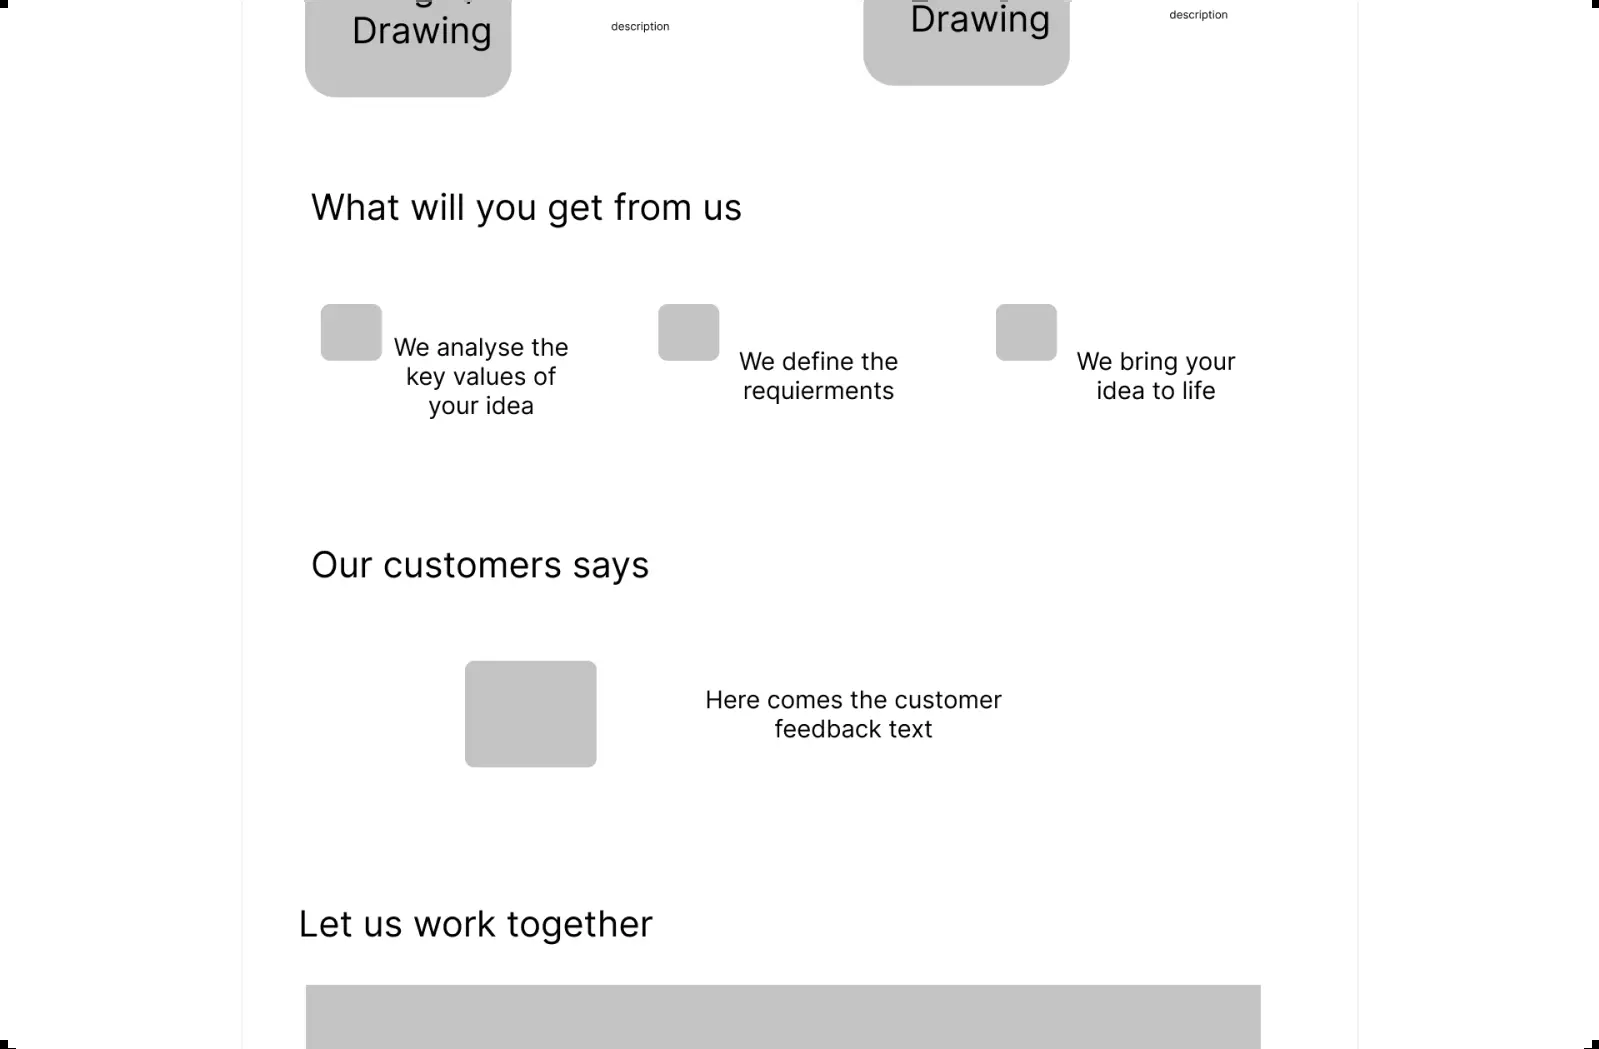 Drawing
description
Drawing
description
What will you get from us
We analyse the
key values of
your idea
We define the
requierments
We bring your
idea to life
Our customers says
Here comes the customer
feedback text
Let us work together